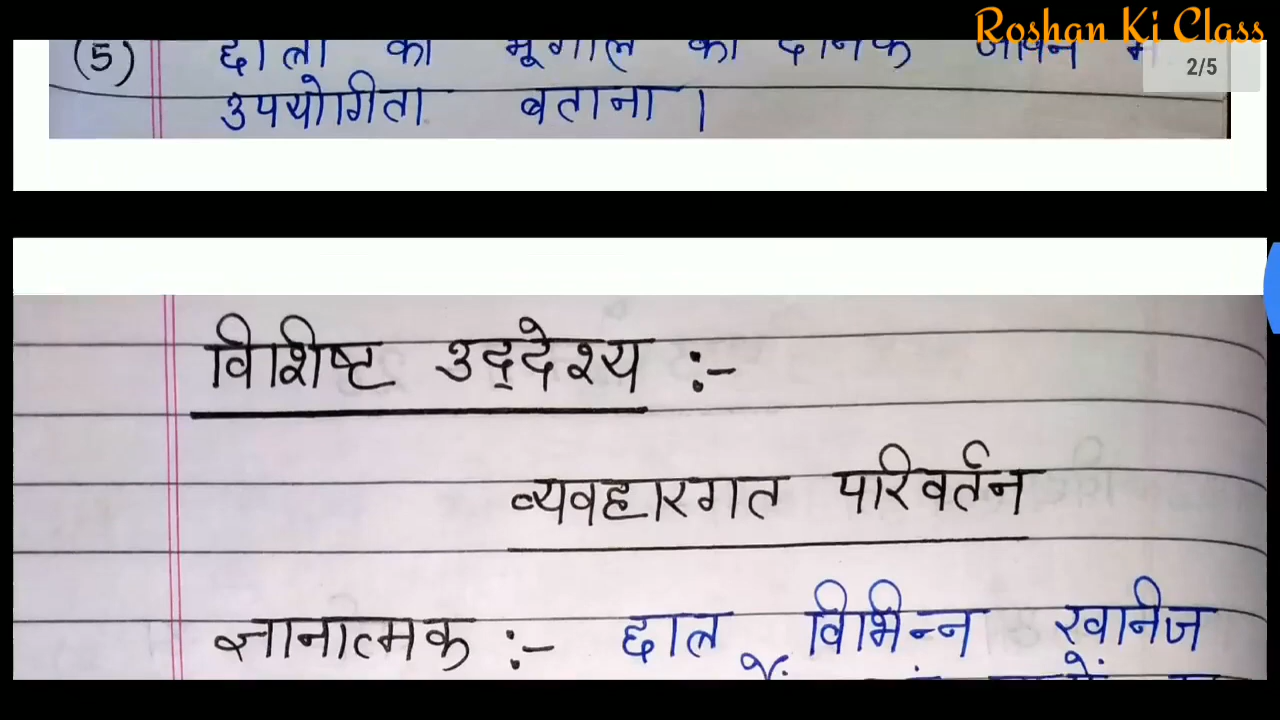 Roshan Ki Class
2/5
(5) छात्रों को भूगोल की दैनिक जीवन में
उपयोगीता बताना।
विशिष्ट उद्देश्य :-
व्यवहारगत परिवर्तन
ज्ञानात्मक :- छात्र विभिन्न खनिज